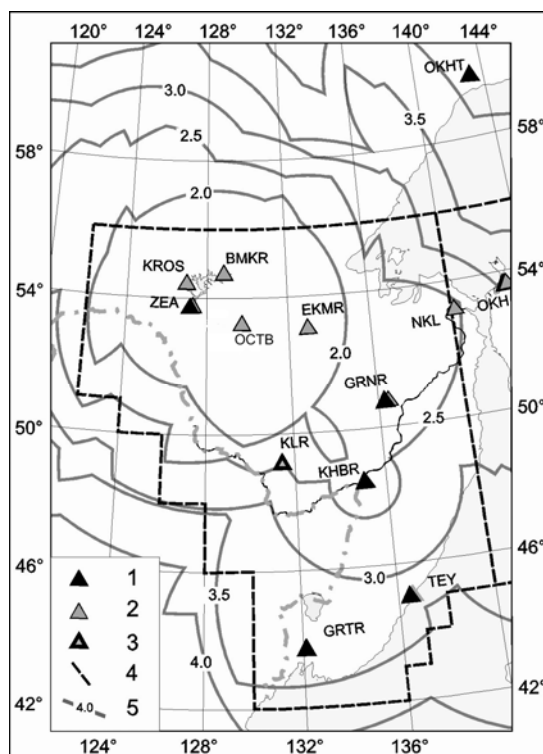 120° 124° 128° 132° 136° 140° 144°
OKHT
3.0
3.5
58° 58°
2.5
2.0
BMKR
KROS
54° 54°
ZEA
EKMR
OKH
NKL
OCTB
2.0
GRNR
50° 50°
2.5
KLR
KHBR
46° 46°
3.0
1
3.5
TEY
2
GRTR
3
4.0
4
42° 42°
4.0 5
124° 128° 132° 136°